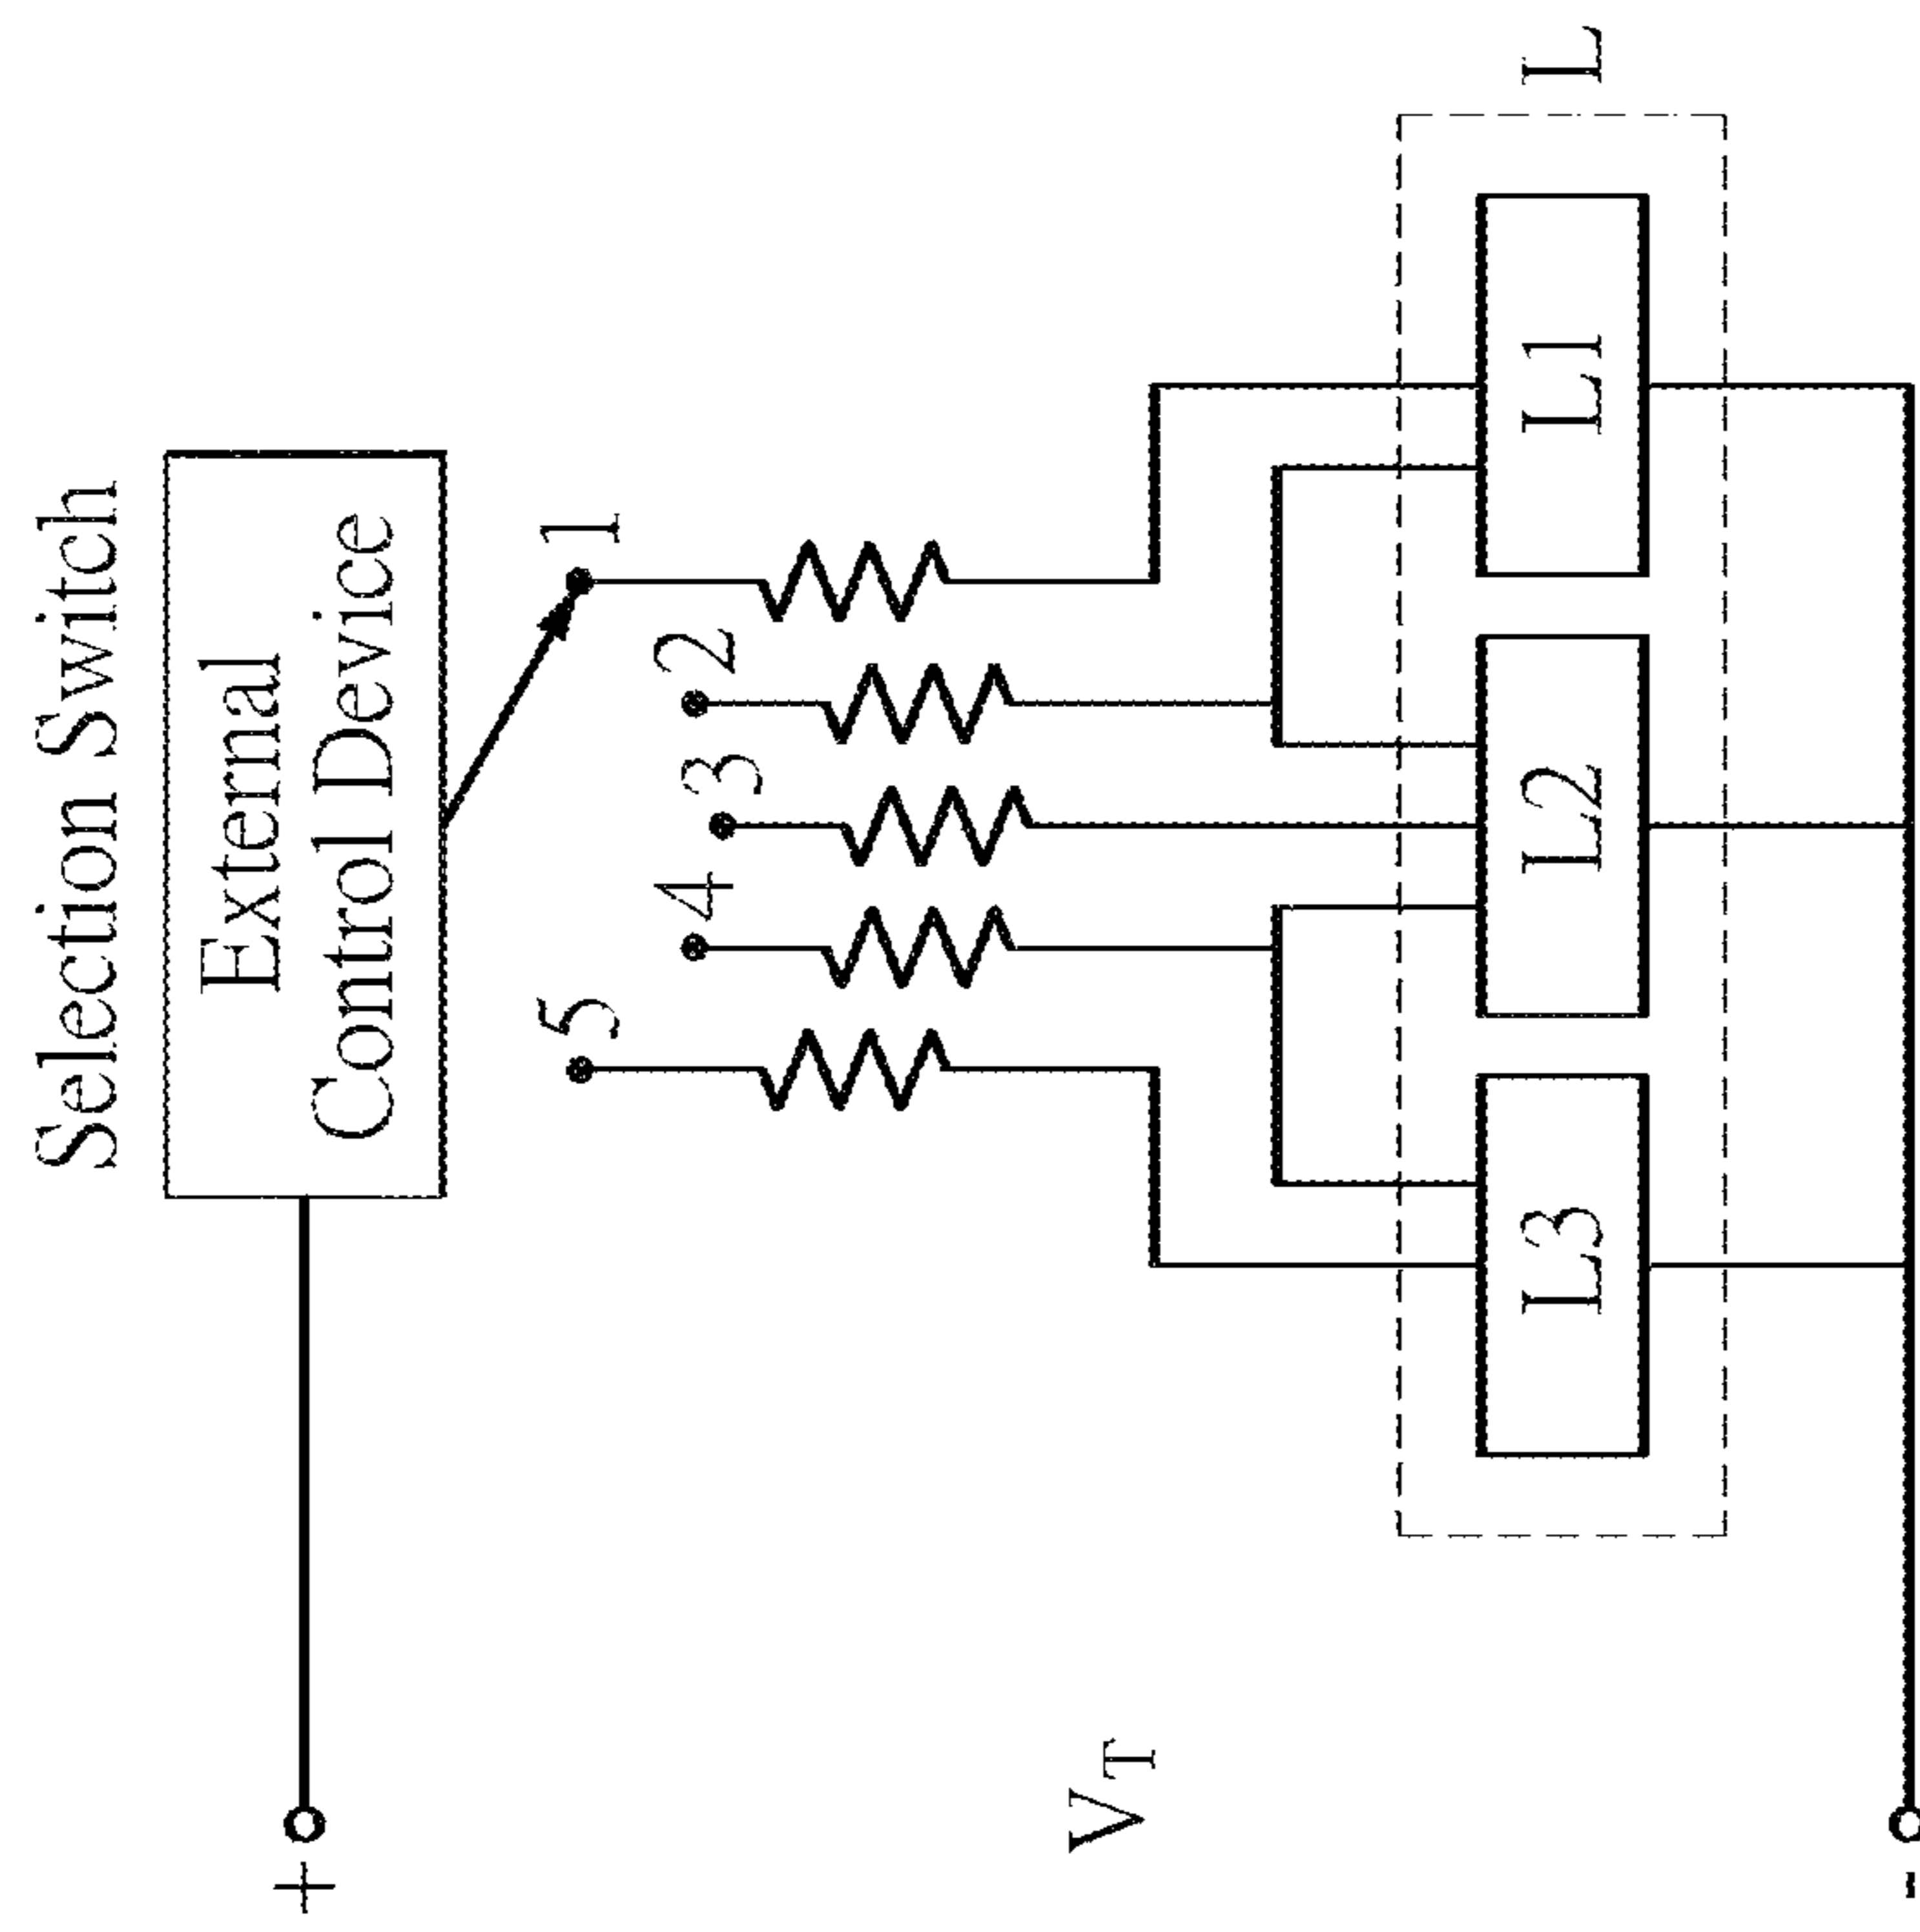 Selection Switch
External
Control Device
+
5
4
3
2
1
VT
L3
L2
L1
L
-